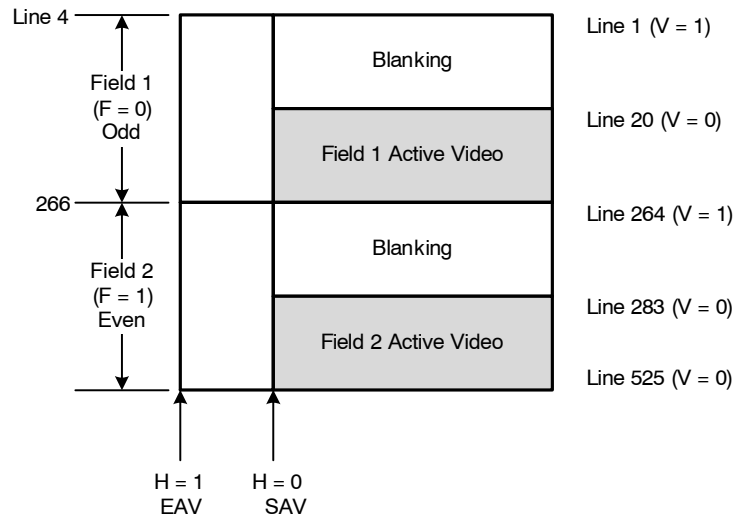 Line 4
Line 1 (V = 1)
Blanking
Field 1
(F = 0)
Odd
Line 20 (V = 0)
Field 1 Active Video
266
Line 264 (V = 1)
Blanking
Field 2
(F = 1)
Even
Line 283 (V = 0)
Field 2 Active Video
Line 525 (V = 0)
H = 1
EAV
H = 0
SAV